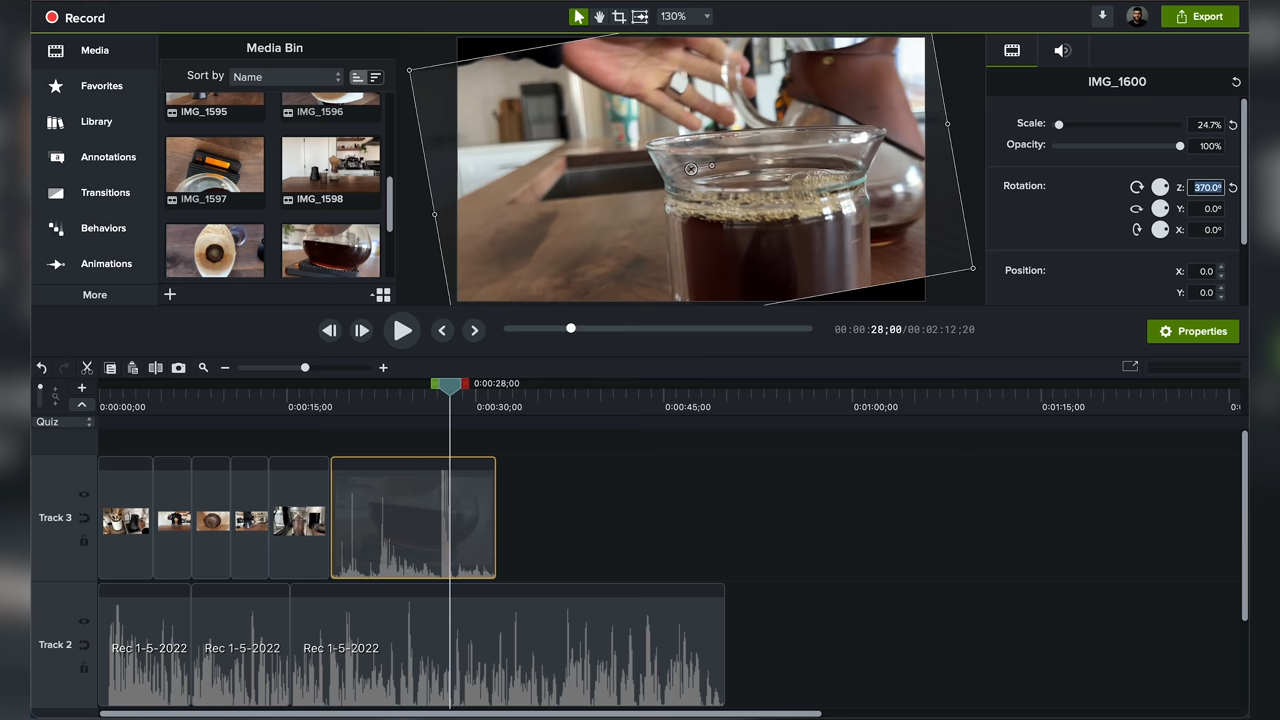 Record
130%
Export
Media
Favorites
Library
Annotations
Transitions
Behaviors
Animations
More
Media Bin
Sort by
Name
IMG_1595
IMG_1596
IMG_1597
IMG_1598
IMG_1600
Scale:
24.7%
Opacity:
100%
Rotation:
Z:
370.0°
Y:
0.0°
X:
0.0°
Position:
X:
0.0
Y:
0.0
00:00:28;00/00:02:12;20
Properties
0:00:28;00
0:00:00;00
0:00:15;00
0:00:30;00
0:00:45;00
0:01:00;00
0:01:15;00
Quiz
Track 3
Track 2
Rec 1-5-2022
Rec 1-5-2022
Rec 1-5-2022